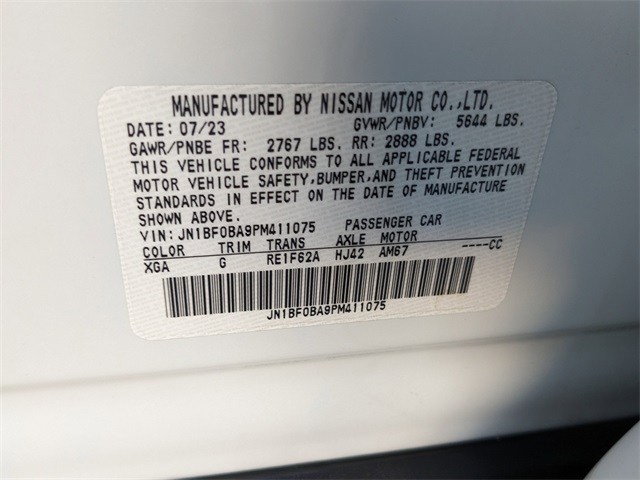 MANUFACTURED BY NISSAN MOTOR CO.,LTD.
DATE: 07/23 GVWR/PNBV: 5644 LBS.
GAWR/PNBE FR: 2767 LBS. RR: 2888 LBS.
THIS VEHICLE CONFORMS TO ALL APPLICABLE FEDERAL
MOTOR VEHICLE SAFETY,BUMPER,AND THEFT PREVENTION
STANDARDS IN EFFECT ON THE DATE OF MANUFACTURE
SHOWN ABOVE.
VIN: JN1BF0BA9PM411075 PASSENGER CAR
COLOR TRIM TRANS AXLE MOTOR
XGA G RE1F62A HJ42 AM67 ----CC
JN1BF0BA9PM411075